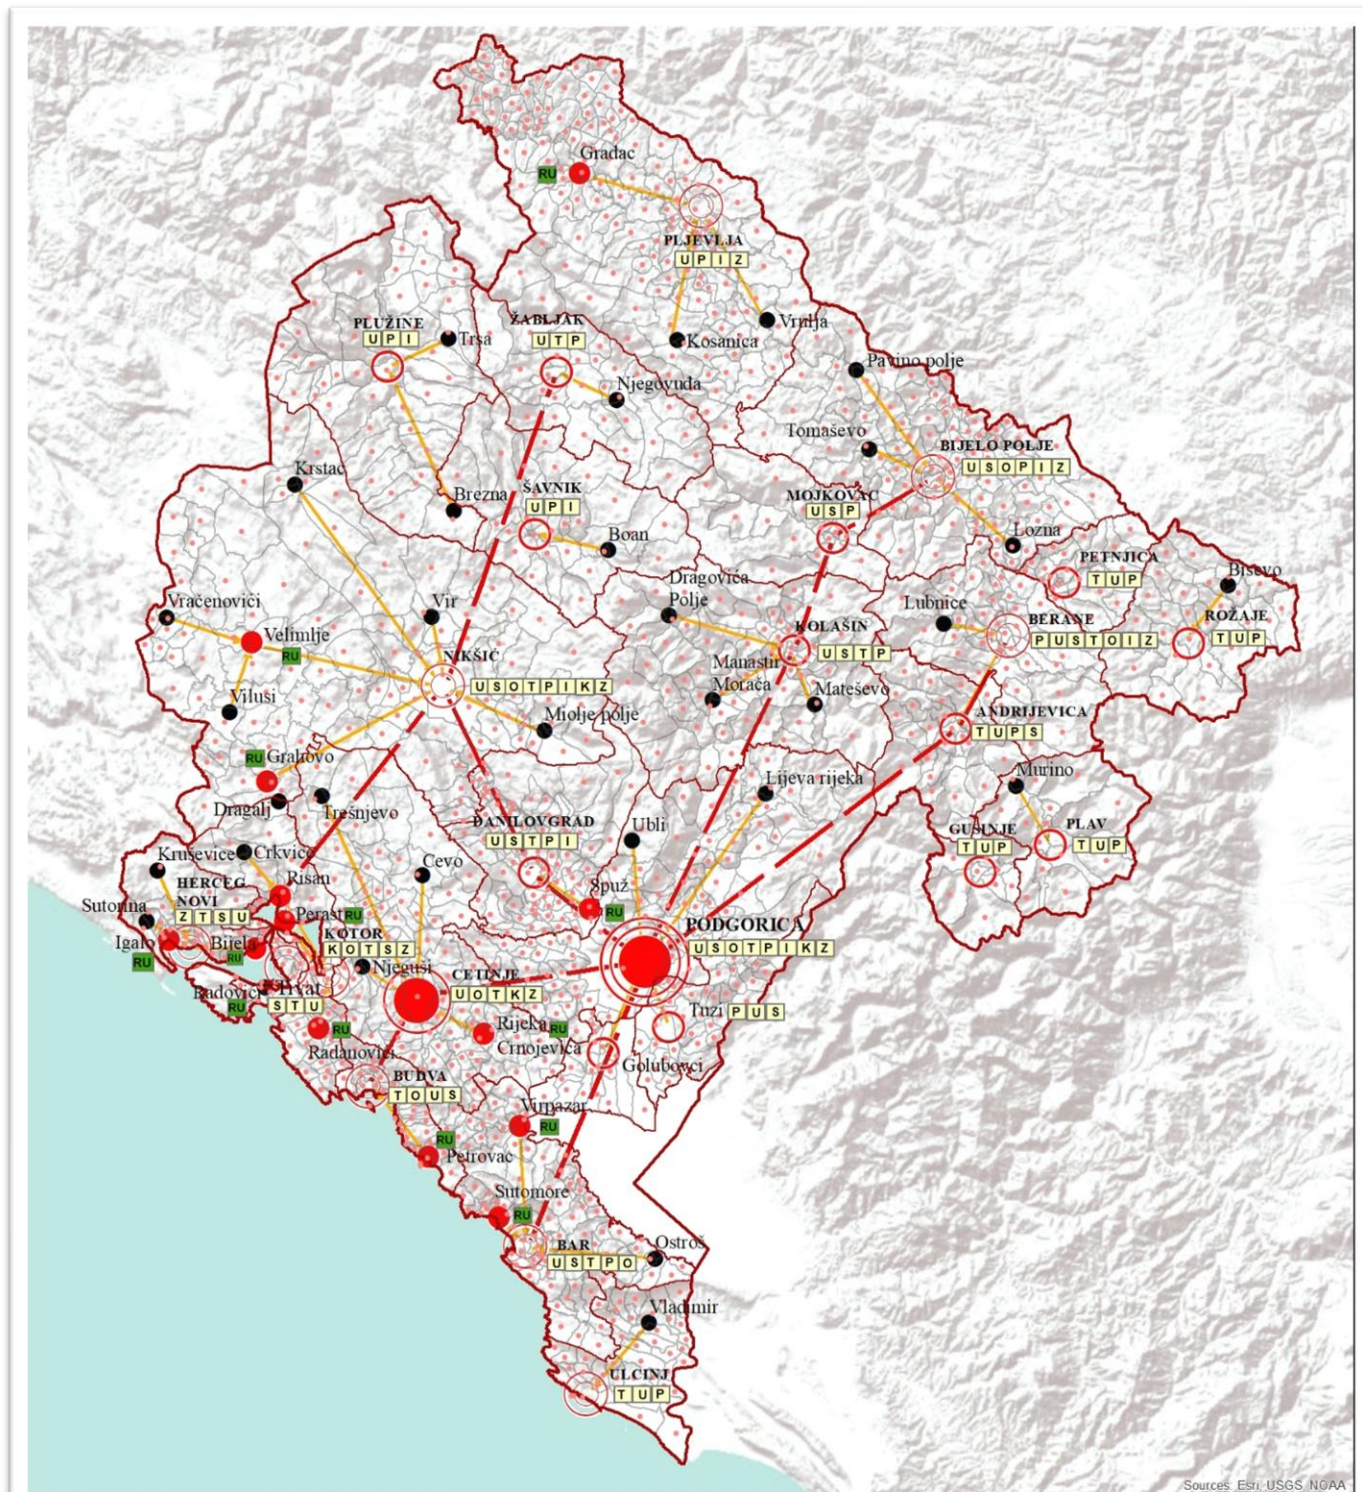 Gradac
RU
PLJEVLJA
U P I Z
PLUŽINE
U P I
Trsa
ŽABLJAK
U T P
Vrulja
Kosanica
Pavino polje
Njegovuđa
Tomaševo
BIJELO POLJE
U S O P I Z
Krstac
Brezna
ŠAVNIK
U P I
MOJKOVAC
U S P
Boan
Lozna
PETNJICA
T U P
Bisevo
Dragovića
Polje
Vračenovići
Vir
Lubnice
BERANE
P U S T O I Z
ROŽAJE
T U P
Velimlje
RU
KOLAŠIN
U S T P
NIKŠIĆ
U S O T P I K Z
Manastir
Morača
Mateševo
Vilusi
Miolje polje
ANDRIJEVICA
T U P S
RU
Grahovo
Lijeva rijeka
Murino
Dragalj
Trešnjevo
DANILOVGRAD
U S T P I
Ubli
GUSINJE
T U P
PLAV
T U P
Kruševice
Crkvice
Cevo
HERCEG
NOVI
Z T S U
Risan
Spuž
RU
Sutorina
Perast
RU
PODGORICA
U S O T P I K Z
KOTOR
K O T S Z
Igalo
RU
Bijela
RU
Njeguši
CETINJE
U O T K Z
Radovići
RU
S T U
Tuzi
P U S
RU
Radanovići
Rijeka
Crnojevića
RU
Golubovci
BUDVA
T O U S
Virpazar
RU
RU
Petrovac
Sutomore
RU
BAR
U S T P O
Ostroš
Vladimir
ULCINJ
T U P
Sources: Esri, USGS, NOAA